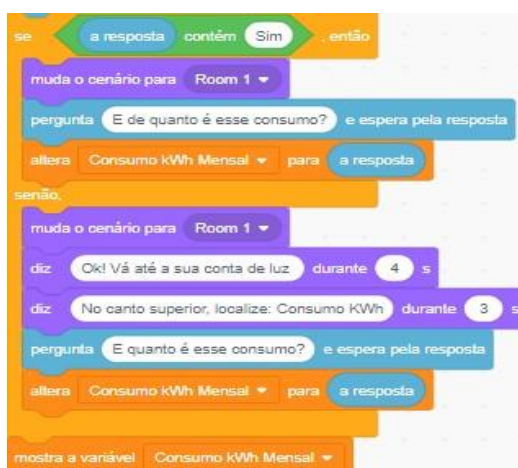 se a resposta contém Sim , então
muda o cenário para Room 1
pergunta E de quanto é esse consumo? e espera pela resposta
altera Consumo kWh Mensal para a resposta
senão,
muda o cenário para Room 1
diz Ok! Vá até a sua conta de luz durante 4 s
diz No canto superior, localize: Consumo KWh durante 3 s
pergunta E quanto é esse consumo? e espera pela resposta
altera Consumo kWh Mensal para a resposta
mostra a variável Consumo kWh Mensal